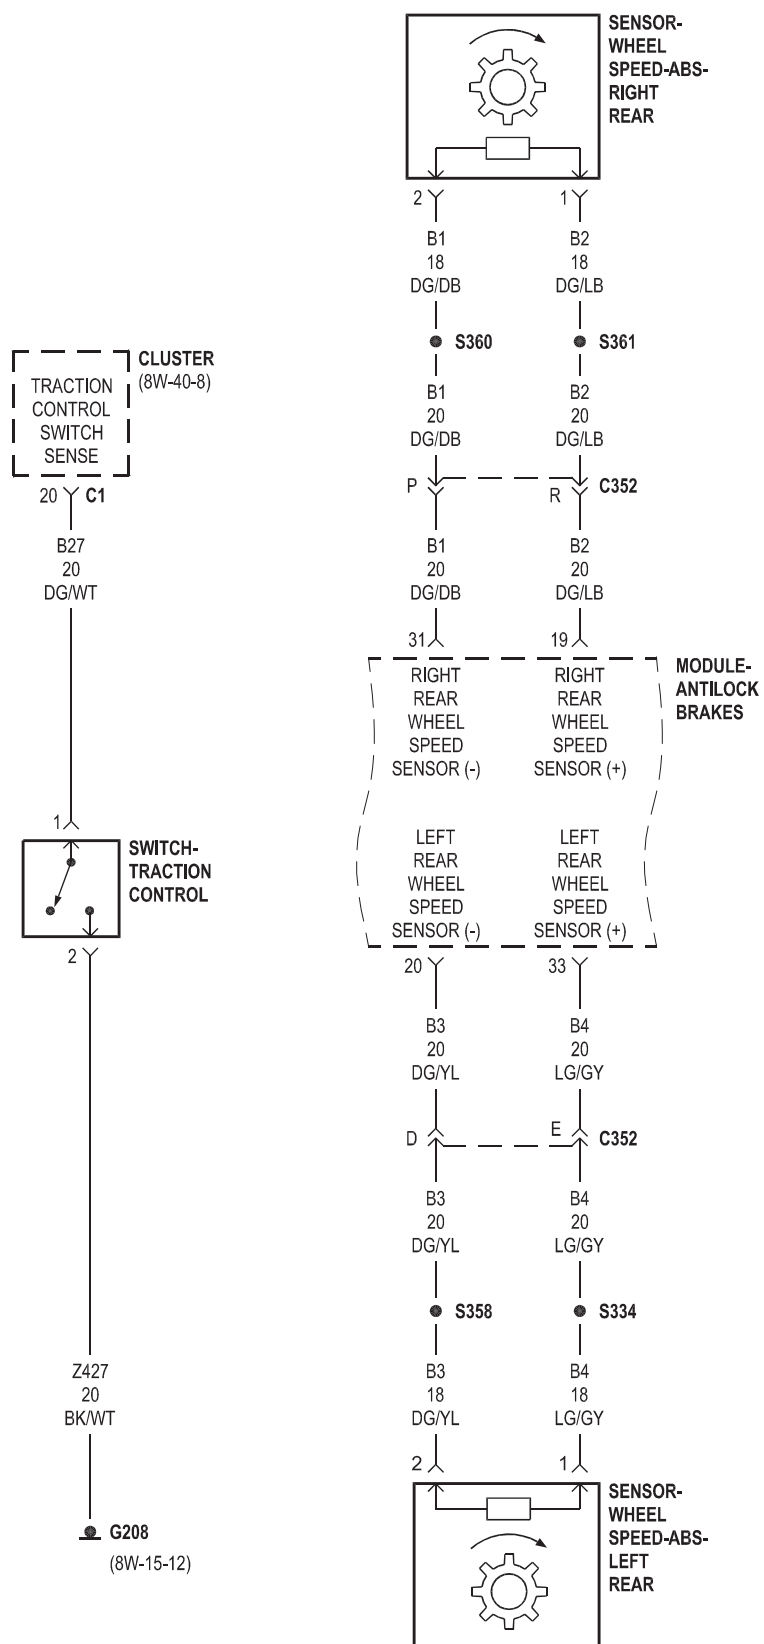 SENSOR-
WHEEL
SPEED-ABS-
RIGHT
REAR
2
1
B1
18
DG/DB
B2
18
DG/LB
S360
S361
B1
20
DG/DB
B2
20
DG/LB
P
R
C352
B1
20
DG/DB
B2
20
DG/LB
31
19
CLUSTER
(8W-40-8)
TRACTION
CONTROL
SWITCH
SENSE
20
C1
B27
20
DG/WT
1
SWITCH-
TRACTION
CONTROL
2
Z427
20
BK/WT
G208
(8W-15-12)
MODULE-
ANTILOCK
BRAKES
RIGHT
REAR
WHEEL
SPEED
SENSOR (-)
RIGHT
REAR
WHEEL
SPEED
SENSOR (+)
LEFT
REAR
WHEEL
SPEED
SENSOR (-)
LEFT
REAR
WHEEL
SPEED
SENSOR (+)
20
33
B3
20
DG/YL
B4
20
LG/GY
D
E
C352
B3
20
DG/YL
B4
20
LG/GY
S358
S334
B3
18
DG/YL
B4
18
LG/GY
2
1
SENSOR-
WHEEL
SPEED-ABS-
LEFT
REAR